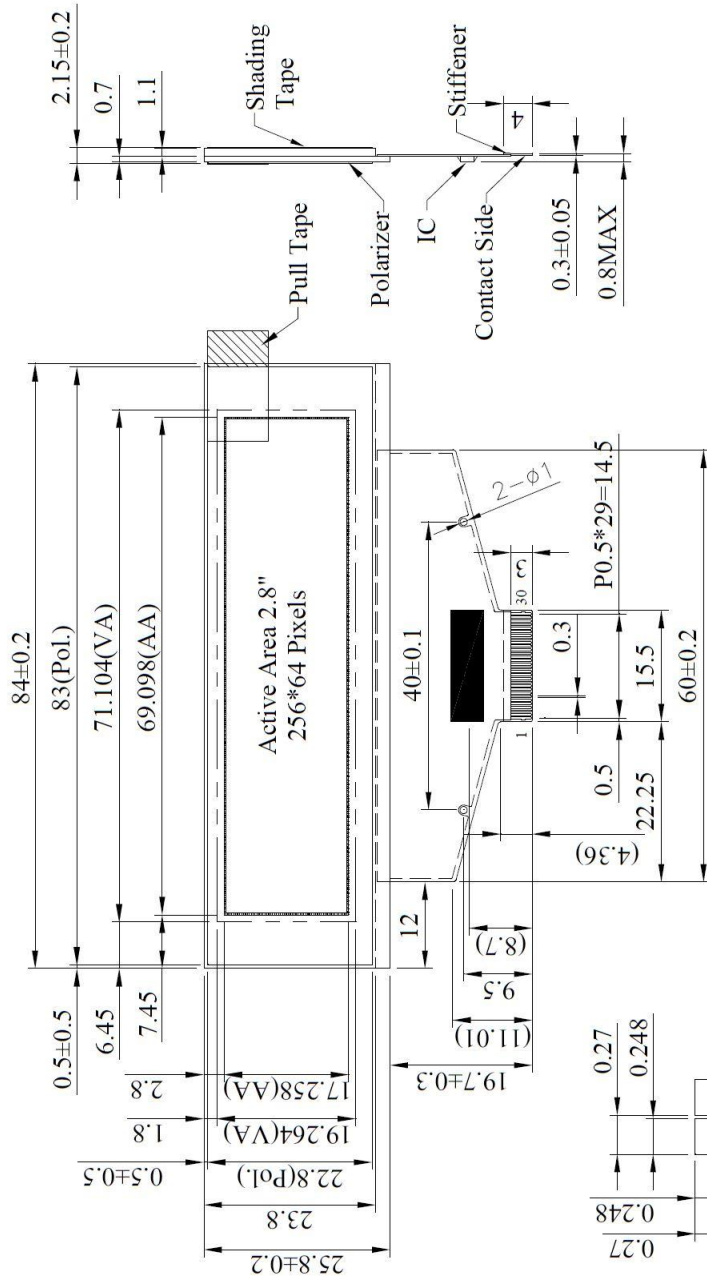 84±0.2
83(Pol.)
71.104(VA)
69.098(AA)
0.5±0.5
6.45
7.45
Pull Tape
Active Area 2.8"
256*64 Pixels
2.8
1.8
0.5±0.5
17.258(AA)
19.264(VA)
22.8(Pol.)
23.8
25.8±0.2
12
40±0.1
2-ø1
(8.7)
9.5
(11.01)
19.7±0.3
(4.36)
3
1
30
0.5
0.3
P0.5*29=14.5
22.25
15.5
60±0.2
2.15±0.2
0.7
1.1
Shading
Tape
Polarizer
IC
Stiffener
Contact Side
4
0.3±0.05
0.8MAX
0.27
0.248
0.248
0.27